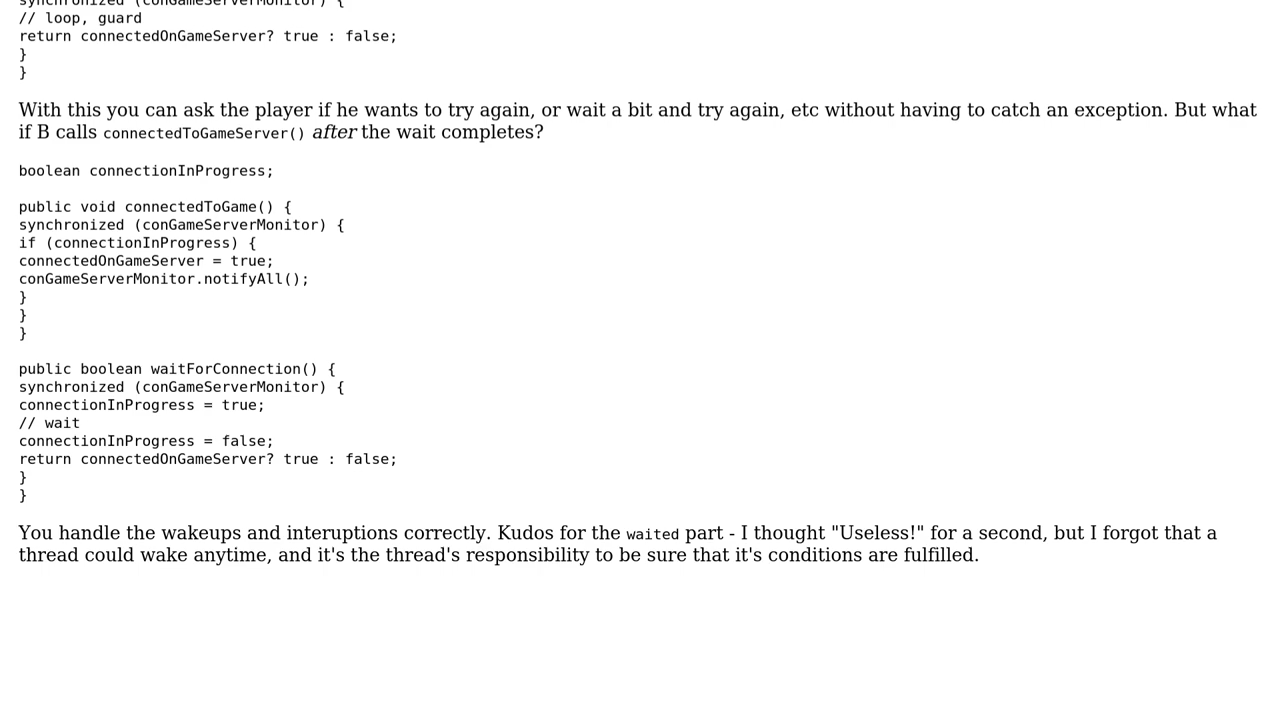 synchronized (conGameServerMonitor) {
// loop, guard
return connectedOnGameServer? true : false;
}
}
With this you can ask the player if he wants to try again, or wait a bit and try again, etc without having to catch an exception. But what
if B calls connectedToGameServer() after the wait completes?
boolean connectionInProgress;
public void connectedToGame() {
synchronized (conGameServerMonitor) {
if (connectionInProgress) {
connectedOnGameServer = true;
conGameServerMonitor.notifyAll();
}
}
}
public boolean waitForConnection() {
synchronized (conGameServerMonitor) {
connectionInProgress = true;
// wait
connectionInProgress = false;
return connectedOnGameServer? true : false;
}
}
You handle the wakeups and interuptions correctly. Kudos for the waited part - I thought "Useless!" for a second, but I forgot that a
thread could wake anytime, and it's the thread's responsibility to be sure that it's conditions are fulfilled.